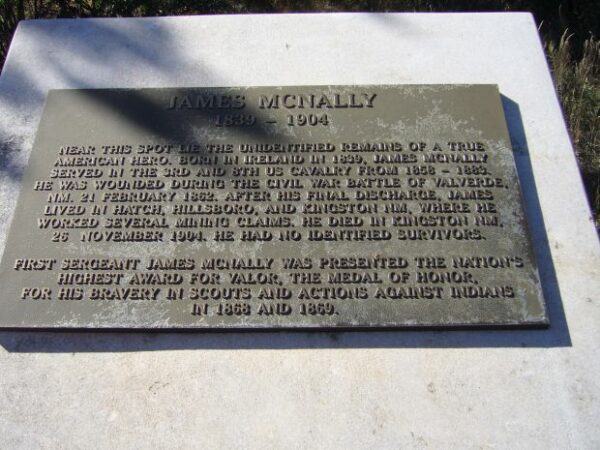 JAMES MCNALLY
1839 – 1904
NEAR THIS SPOT LIE THE UNIDENTIFIED REMAINS OF A TRUE
AMERICAN HERO. BORN IN IRELAND IN 1839, JAMES MCNALLY
SERVED IN THE 3RD AND 8TH US CAVALRY FROM 1858 – 1883.
HE WAS WOUNDED DURING THE CIVIL WAR BATTLE OF VALVERDE,
NM. 21 FEBRUARY 1862. AFTER HIS FINAL DISCHARGE, JAMES
LIVED IN HATCH, HILLSBORO, AND KINGSTON NM, WHERE HE
WORKED SEVERAL MINING CLAIMS. HE DIED IN KINGSTON NM,
26 NOVEMBER 1904. HE HAD NO IDENTIFIED SURVIVORS.
FIRST SERGEANT JAMES MCNALLY WAS PRESENTED THE NATION'S
HIGHEST AWARD FOR VALOR, THE MEDAL OF HONOR,
FOR HIS BRAVERY IN SCOUTS AND ACTIONS AGAINST INDIANS
IN 1868 AND 1869.